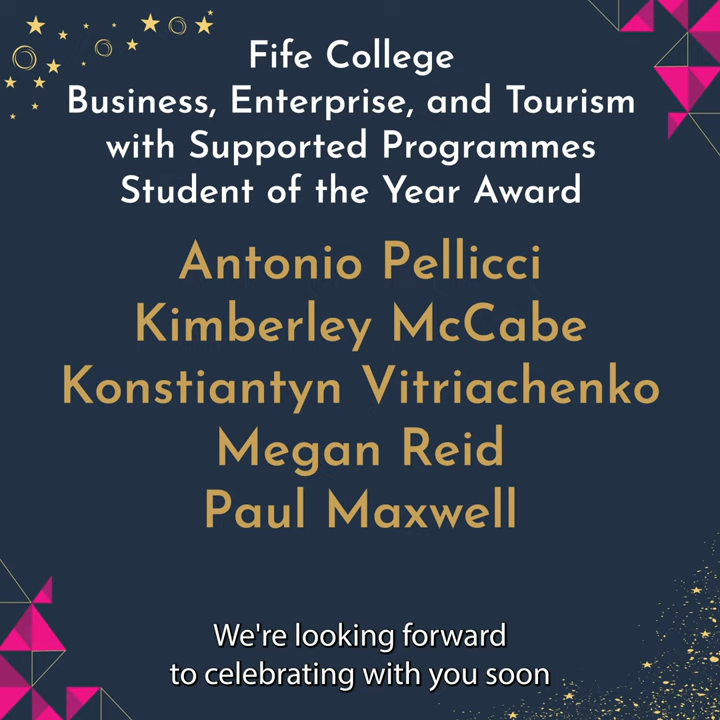 Fife College
Business, Enterprise, and Tourism
with Supported Programmes
Student of the Year Award
Antonio Pellicci
Kimberley McCabe
Konstiantyn Vitriachenko
Megan Reid
Paul Maxwell
We're looking forward
to celebrating with you soon